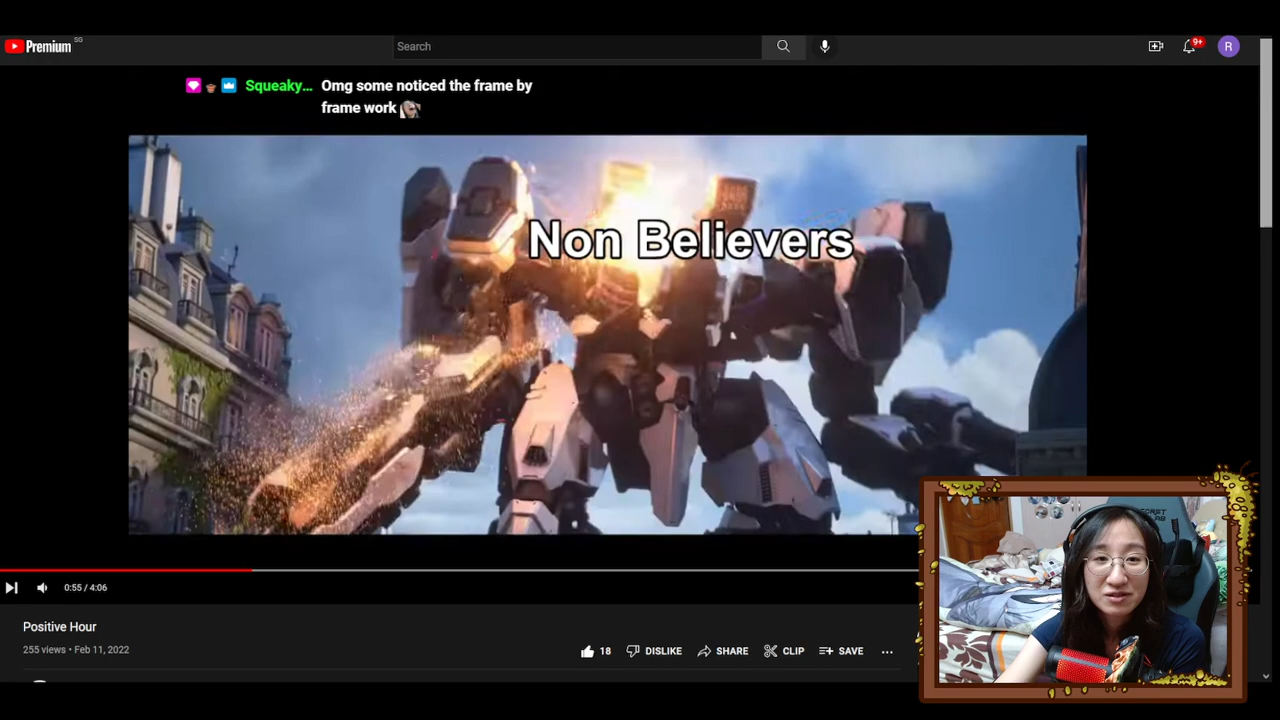 Premium SG
Search
9+
R
Squeaky... Omg some noticed the frame by
frame work
Non Believers
0:55 / 4:06
Positive Hour
255 views • Feb 11, 2022
18 DISLIKE SHARE CLIP SAVE ...